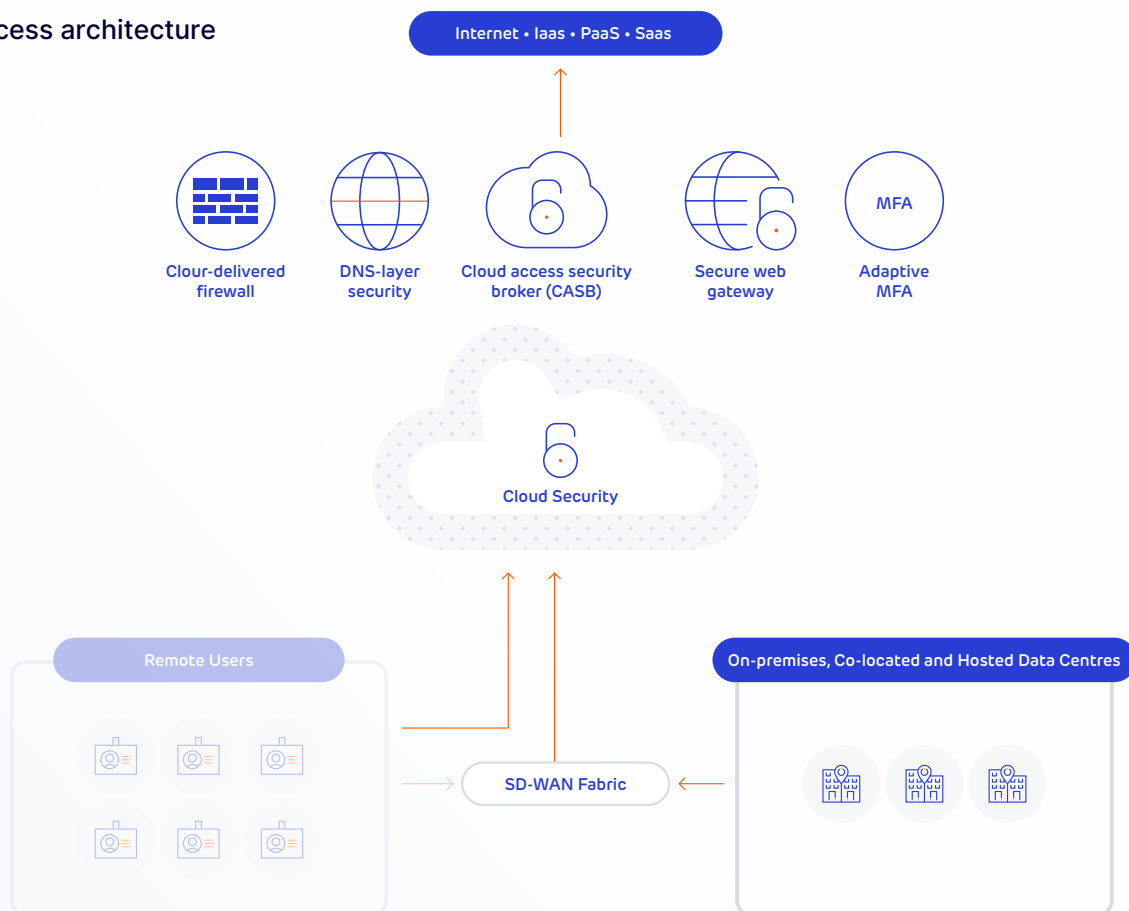 cess architecture
Internet • Iaas • PaaS • Saas
MFA
Clour-delivered
firewall
DNS-layer
security
Cloud access security
broker (CASB)
Secure web
gateway
Adaptive
MFA
Cloud Security
Remote Users
On-premises, Co-located and Hosted Data Centres
SD-WAN Fabric